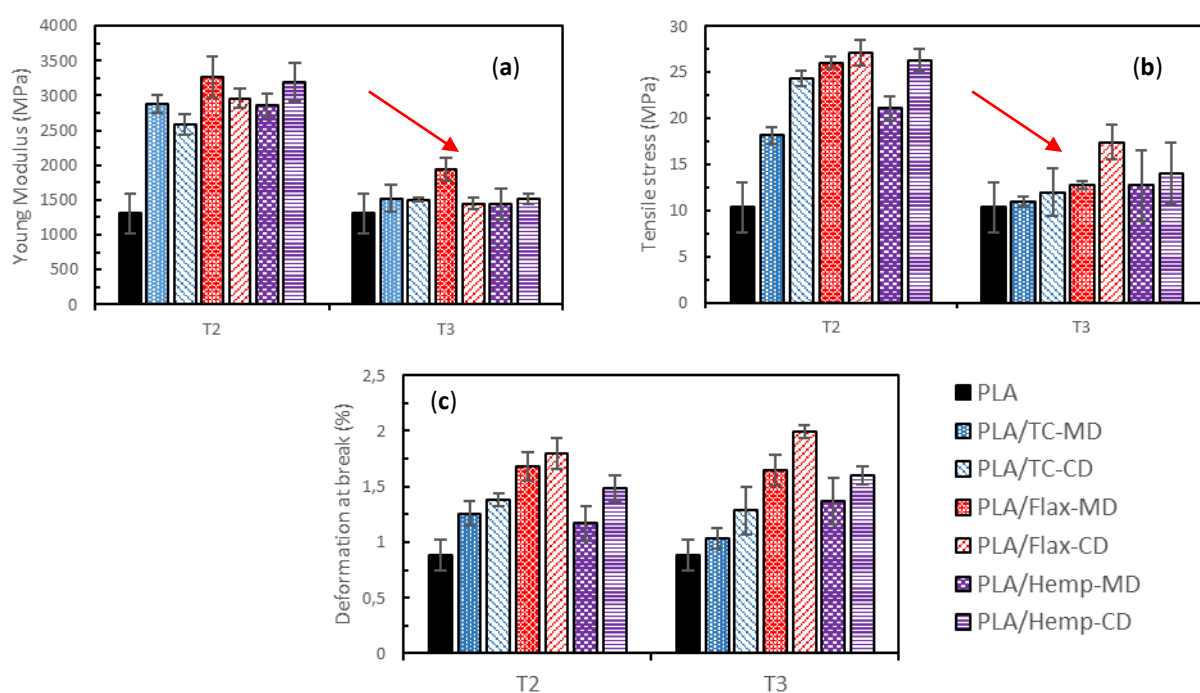 4000
3500
3000
2500
2000
1500
1000
500
0
Young Modulus (MPa)
(a)
T2
T3
30
25
20
15
10
5
0
Tensile stress (MPa)
(b)
T2
T3
2,5
2
1,5
1
0,5
0
Deformation at break (%)
(c)
T2
T3
PLA
PLA/TC-MD
PLA/TC-CD
PLA/Flax-MD
PLA/Flax-CD
PLA/Hemp-MD
PLA/Hemp-CD